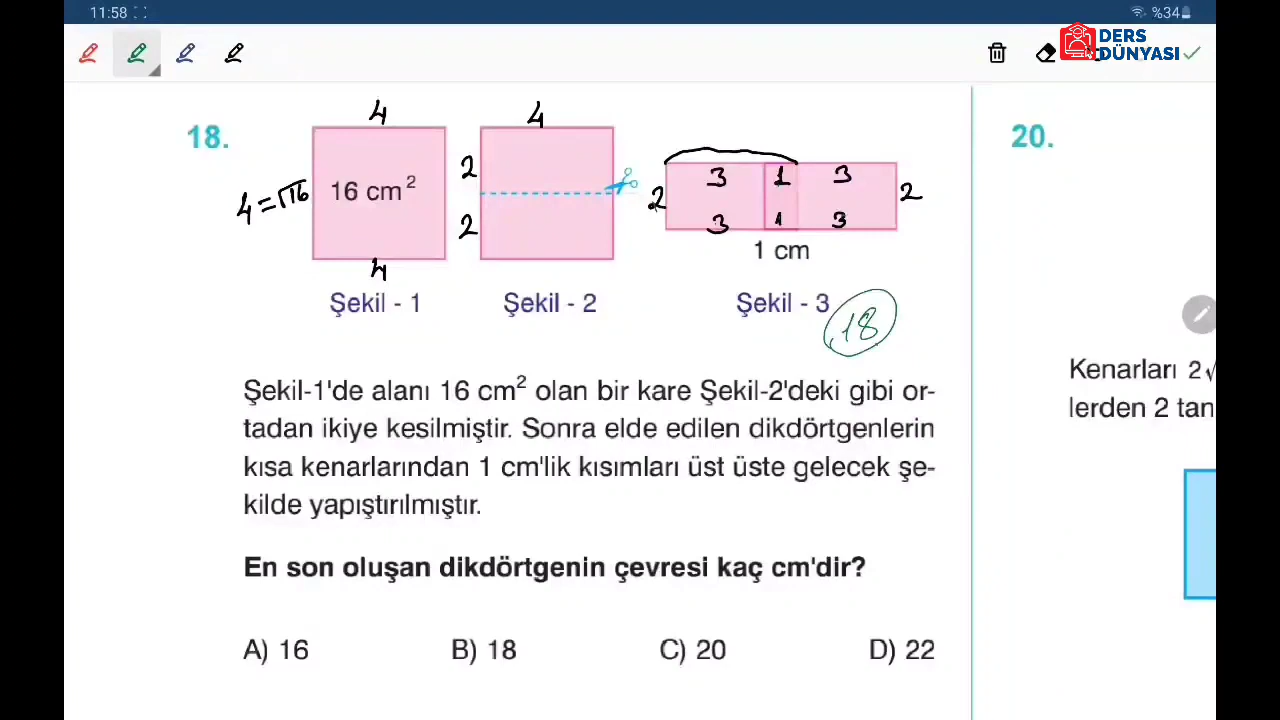 11:58
%34
DERS
DÜNYASI
18.
4
4=√16
16 cm²
4
Şekil - 1
4
2
2
Şekil - 2
3 1 3
2 2
3 1 3
1 cm
Şekil - 3
18
Şekil-1'de alanı 16 cm² olan bir kare Şekil-2'deki gibi or-
tadan ikiye kesilmiştir. Sonra elde edilen dikdörtgenlerin
kısa kenarlarından 1 cm'lik kısımları üst üste gelecek şe-
kilde yapıştırılmıştır.
En son oluşan dikdörtgenin çevresi kaç cm'dir?
A) 16 B) 18 C) 20 D) 22
20.
Kenarları 2√
lerden 2 tan